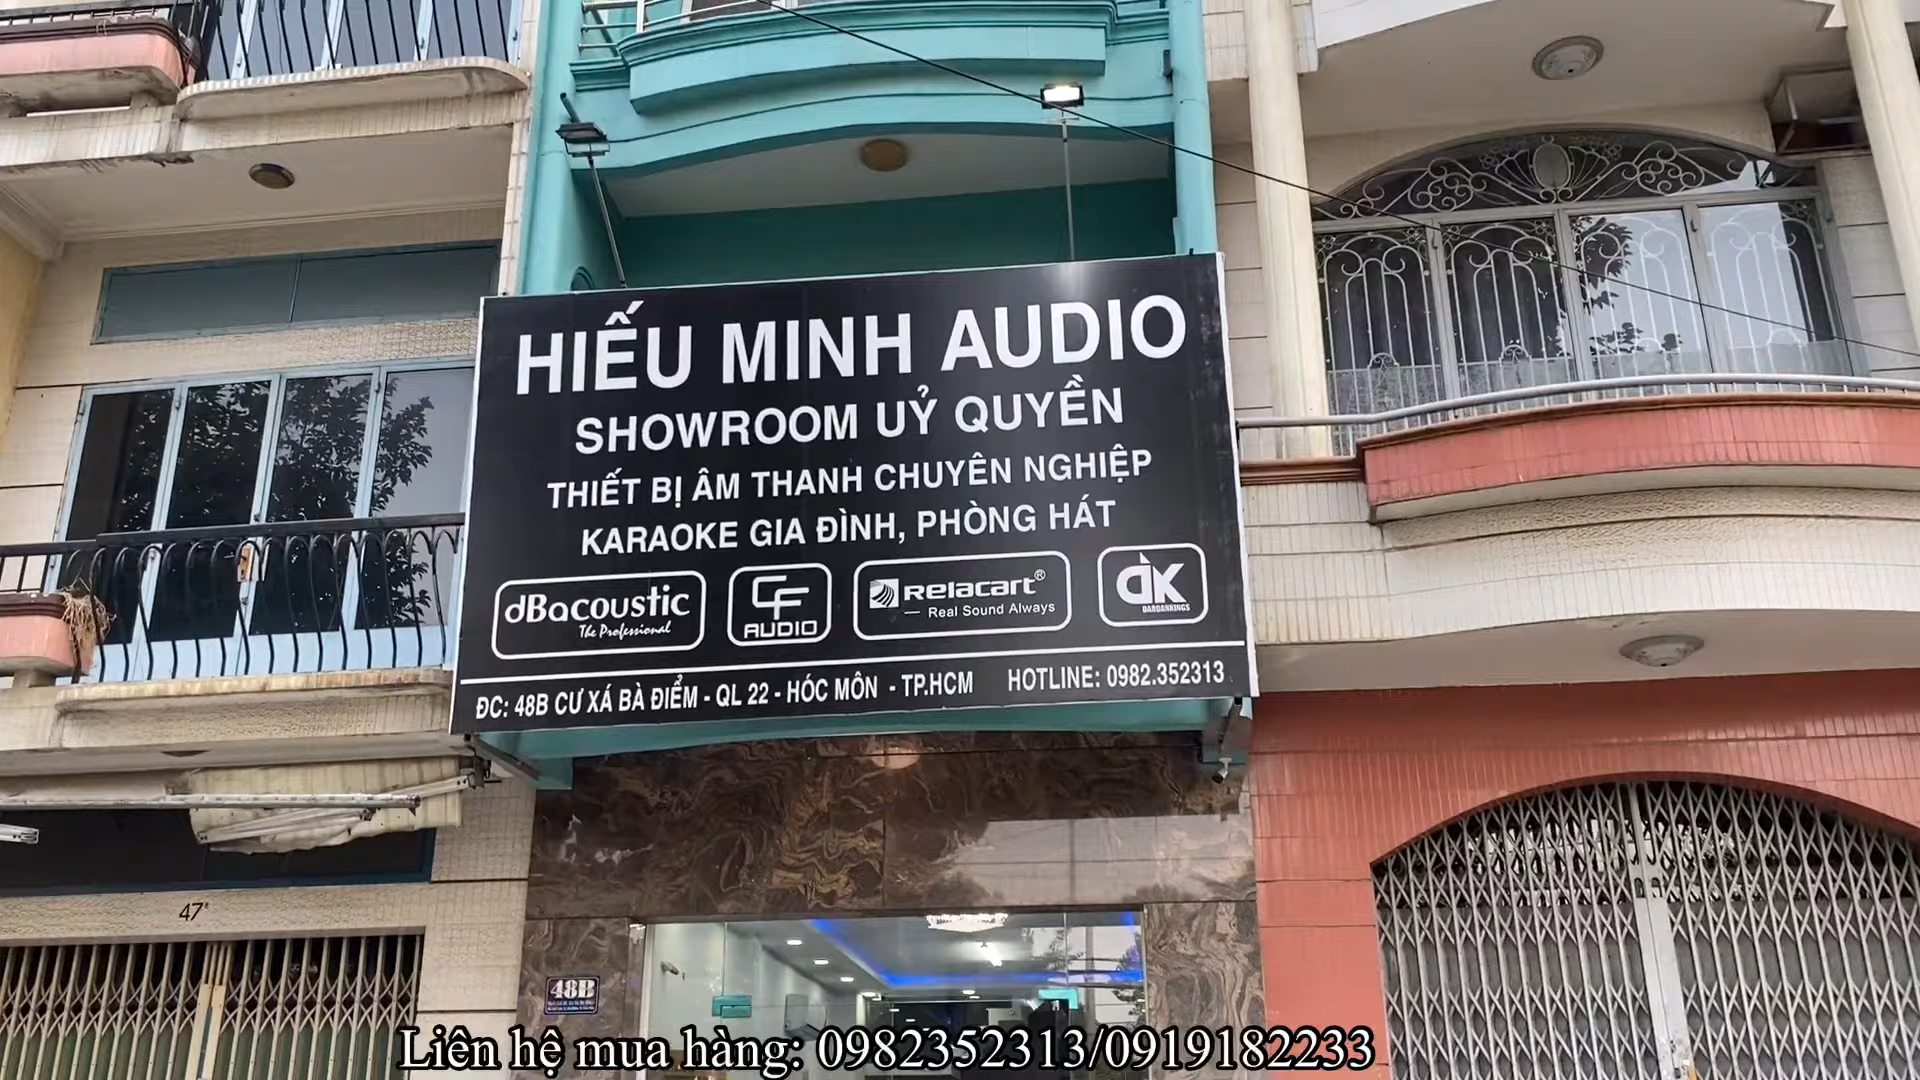 HIẾU MINH AUDIO
SHOWROOM UỶ QUYỀN
THIẾT BỊ ÂM THANH CHUYÊN NGHIỆP
KARAOKE GIA ĐÌNH, PHÒNG HÁT
dBacoustic
The Professional
CF
AUDIO
Relacart®
Real Sound Always
DK
DARDANKINGS
ĐC: 48B CƯ XÁ BÀ ĐIỂM - QL 22 - HÓC MÔN - TP.HCM HOTLINE: 0982.352313
47
48B
Liên hệ mua hàng: 0982352313/0919182233